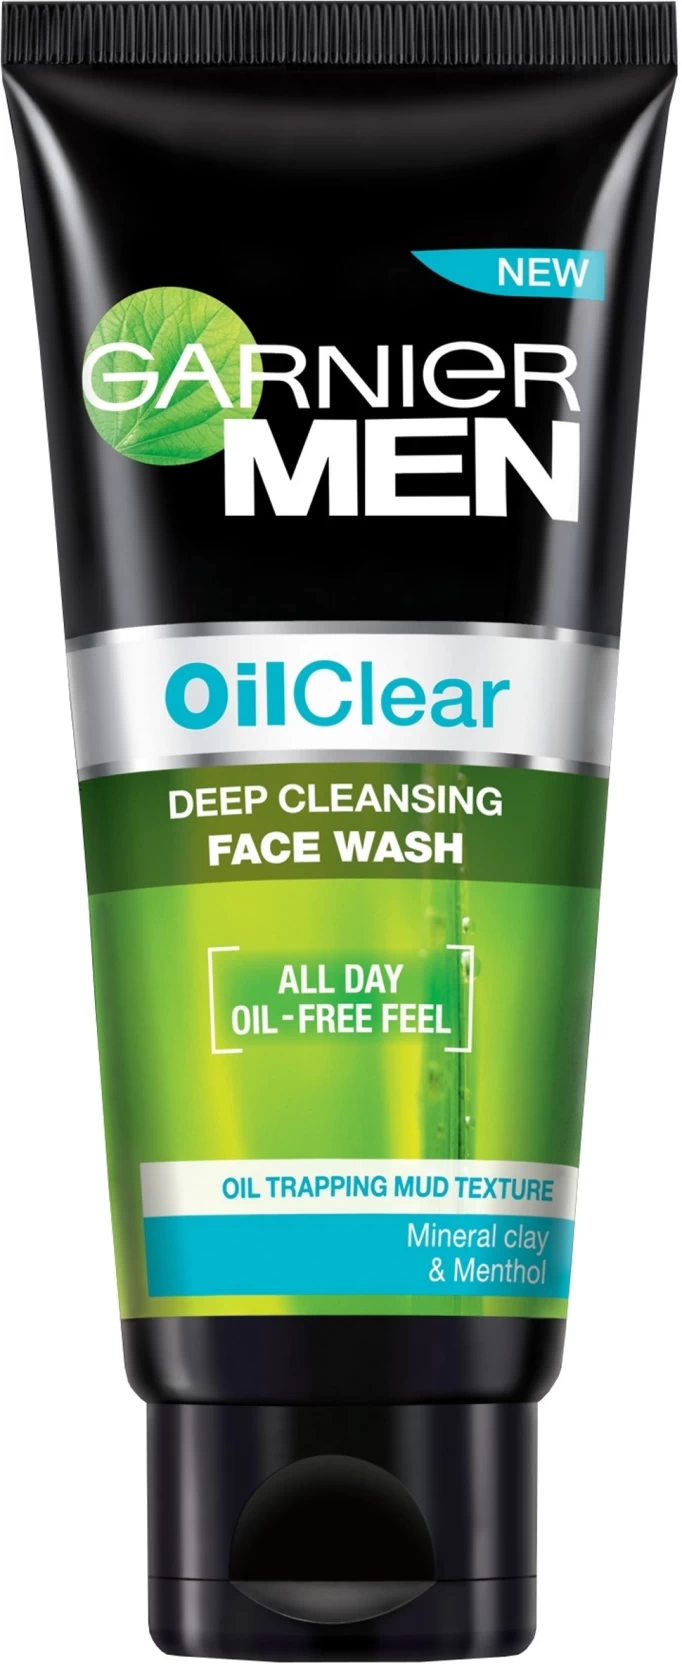 NEW
GARNIER
MEN
OilClear
DEEP CLEANSING
FACE WASH
ALL DAY
OIL-FREE FEEL
OIL TRAPPING MUD TEXTURE
Mineral clay
& Menthol